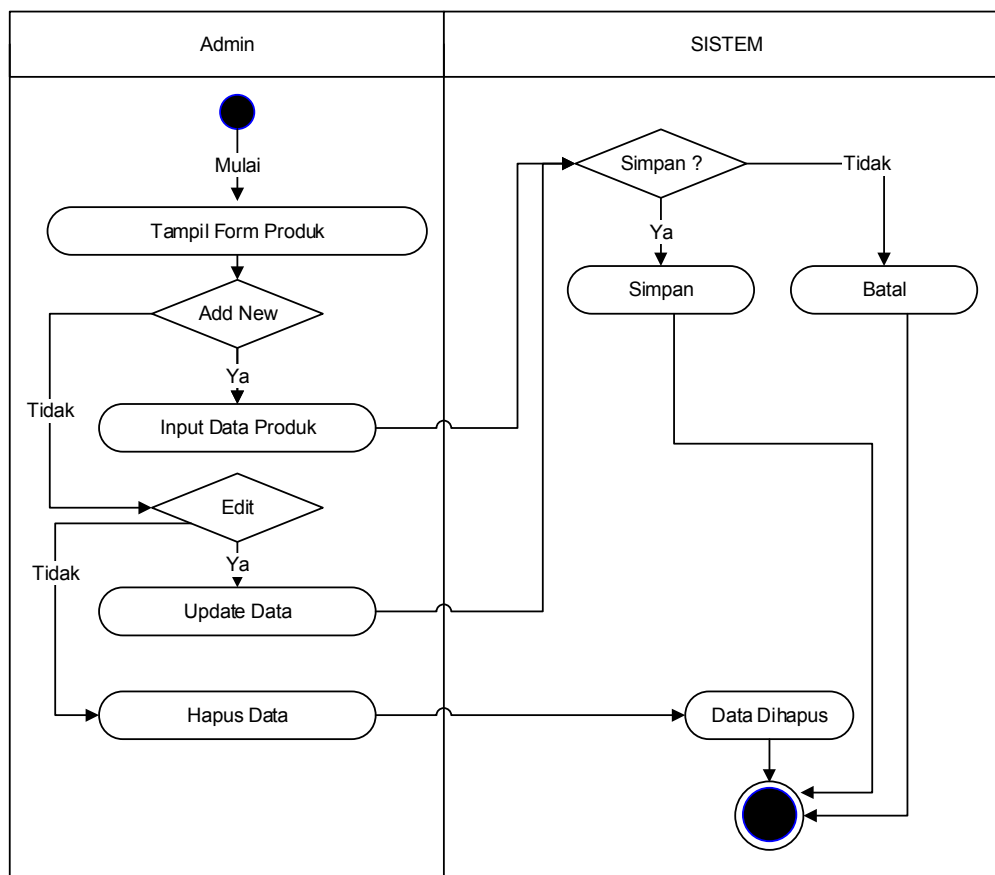 Admin
SISTEM
Mulai
Simpan ?
Tidak
Tampil Form Produk
Ya
Simpan
Batal
Add New
Ya
Tidak
Input Data Produk
Edit
Ya
Tidak
Update Data
Hapus Data
Data Dihapus